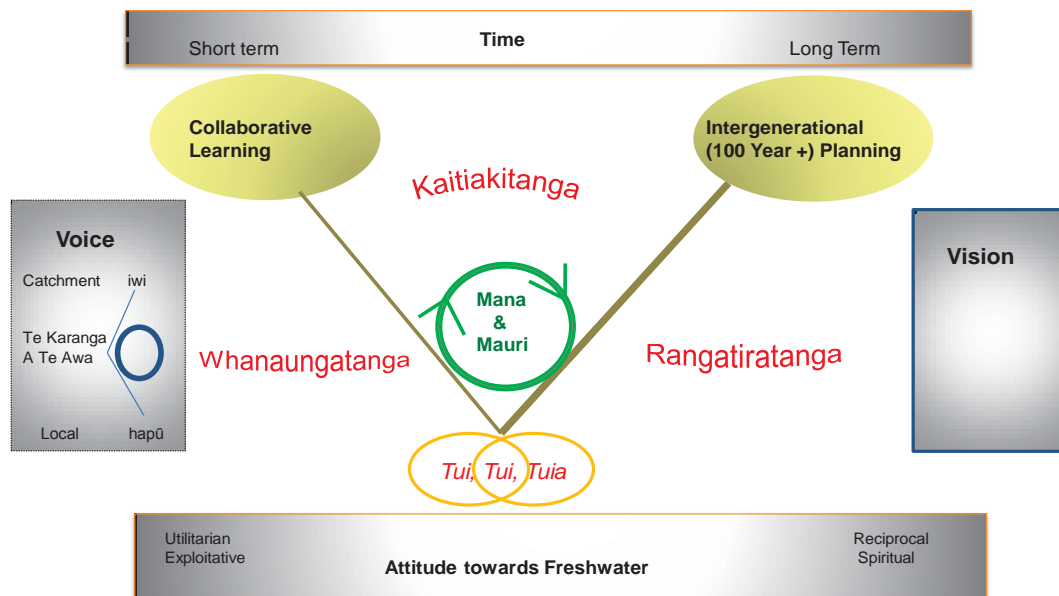 Time
Short term
Long Term
Collaborative
Learning
Intergenerational
(100 Year +) Planning
Kaitiakitanga
Voice
Catchment iwi
Te Karanga
A Te Awa
Local hapū
Mana
&
Mauri
Whanaungatanga
Rangatiratanga
Vision
Tui, Tui, Tuia
Utilitarian
Exploitative
Reciprocal
Spiritual
Attitude towards Freshwater